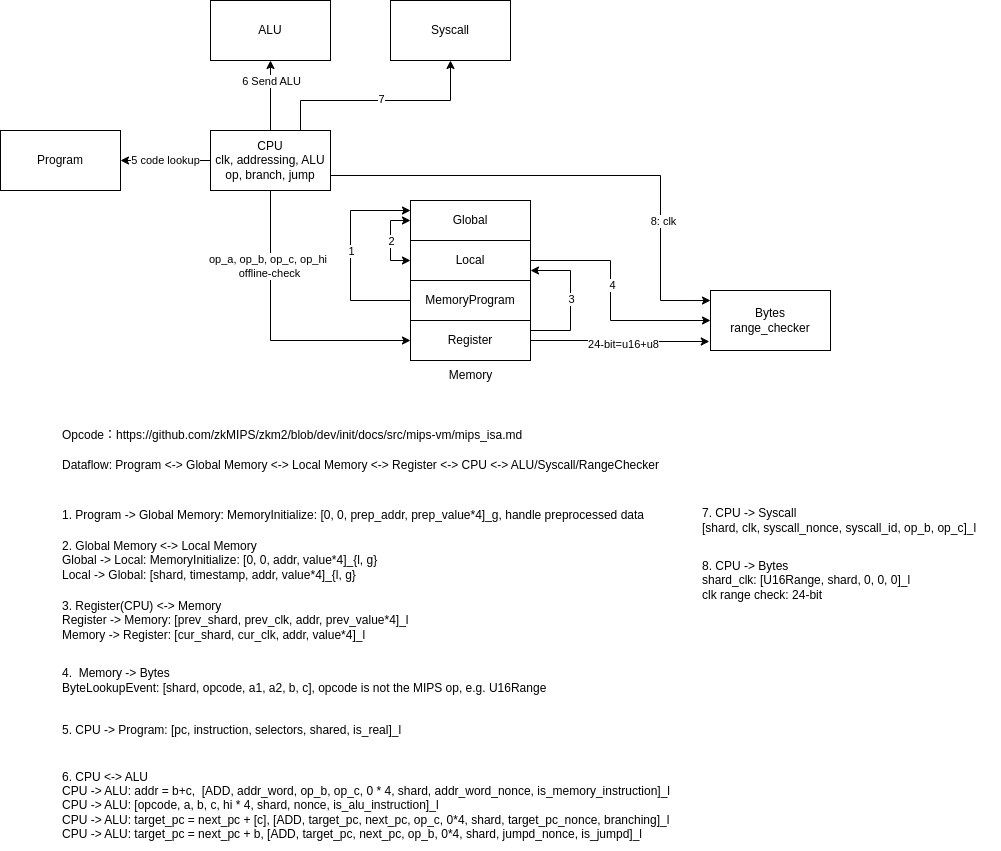 ALU
Syscall
6 Send ALU
7
Program
5 code lookup
CPU
clk, addressing, ALU
op, branch, jump
8: clk
op_a, op_b, op_c, op_hi
offline-check
1
2
Global
Local
MemoryProgram
Register
Memory
4
3
24-bit=u16+u8
Bytes
range_checker
Opcode：https://github.com/zkMIPS/zkm2/blob/dev/init/docs/src/mips-vm/mips_isa.md
Dataflow: Program <-> Global Memory <-> Local Memory <-> Register <-> CPU <-> ALU/Syscall/RangeChecker
1. Program -> Global Memory: MemoryInitialize: [0, 0, prep_addr, prep_value*4]_g, handle preprocessed data
2. Global Memory <-> Local Memory
Global -> Local: MemoryInitialize: [0, 0, addr, value*4]_{l, g}
Local -> Global: [shard, timestamp, addr, value*4]_{l, g}
3. Register(CPU) <-> Memory
Register -> Memory: [prev_shard, prev_clk, addr, prev_value*4]_l
Memory -> Register: [cur_shard, cur_clk, addr, value*4]_l
4.  Memory -> Bytes
ByteLookupEvent: [shard, opcode, a1, a2, b, c], opcode is not the MIPS op, e.g. U16Range
5. CPU -> Program: [pc, instruction, selectors, shared, is_real]_l
6. CPU <-> ALU
CPU -> ALU: addr = b+c,  [ADD, addr_word, op_b, op_c, 0 * 4, shard, addr_word_nonce, is_memory_instruction]_l
CPU -> ALU: [opcode, a, b, c, hi * 4, shard, nonce, is_alu_instruction]_l
CPU -> ALU: target_pc = next_pc + [c], [ADD, target_pc, next_pc, op_c, 0*4, shard, target_pc_nonce, branching]_l
CPU -> ALU: target_pc = next_pc + b, [ADD, target_pc, next_pc, op_b, 0*4, shard, jumpd_nonce, is_jumpd]_l
7. CPU -> Syscall
[shard, clk, syscall_nonce, syscall_id, op_b, op_c]_l
8. CPU -> Bytes
shard_clk: [U16Range, shard, 0, 0, 0]_l
clk range check: 24-bit